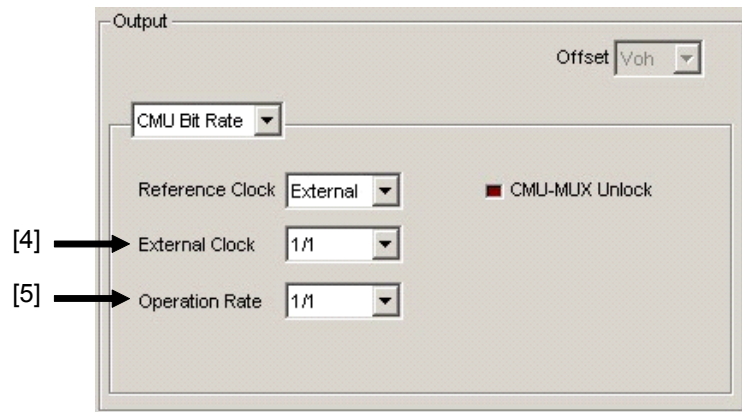 Output
Offset Voh
CMU Bit Rate
Reference Clock External
CMU-MUX Unlock
[4] External Clock 1/1
[5] Operation Rate 1/1